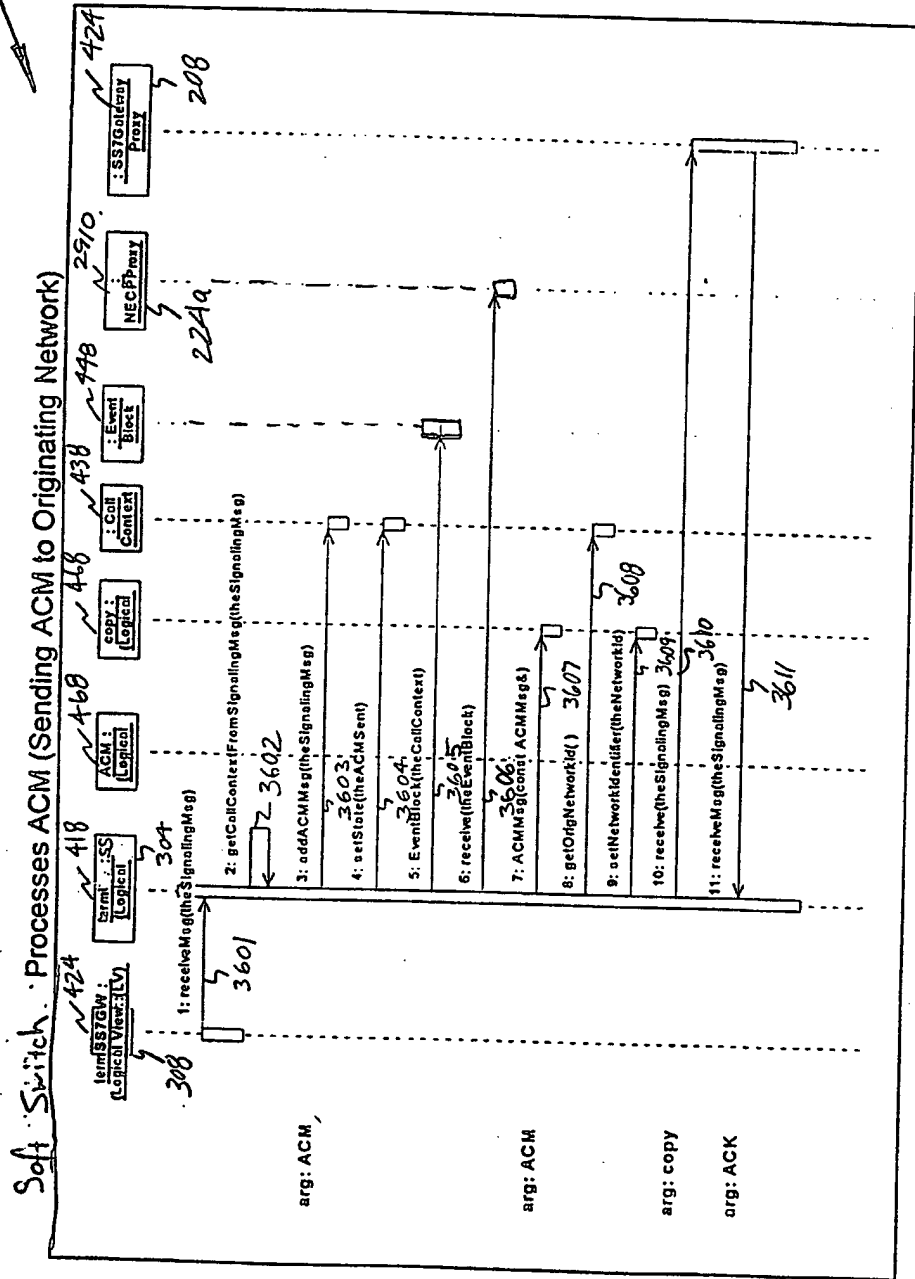 Soft Switch Processes ACM (Sending ACM to Originating Network)
424
termSS7GW :
(Logical View::(LV)
308
418
termi... :SS
(Logical
304
468
ACM :
(Logical
468
copy :
(Logical
438
: Call
Context
448
: Event
Block
2910.
:
NECPProxy
224a
424
: SS7Gateway
Proxy
208
arg: ACM,
1: receiveMsg(theSignalingMsg)
3601
2: getCallContextFromSignalingMsg(theSignalingMsg)
3602
3: addACMMsg(theSignalingMsg)
3603
4: setState(theACMSent)
3604
5: EventBlock(theCallContext)
3605
6: receive(theEventBlock)
3606
arg: ACM
7: ACMMsg(const ACMMsg&)
3607
8: getOrigNetworkId( )
3608
9: setNetworkIdentifier(theNetworkId)
3609
arg: copy
10: receive(theSignalingMsg)
3610
arg: ACK
11: receiveMsg(theSignalingMsg)
3611